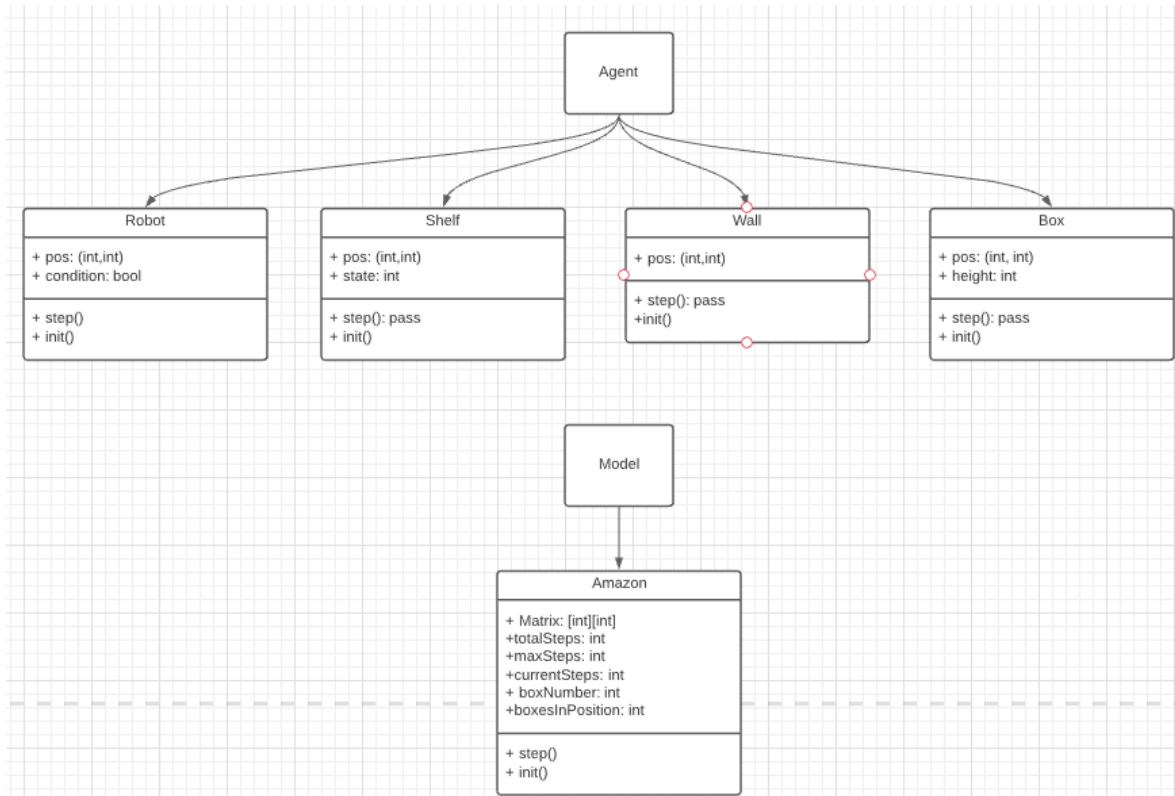 Agent
Robot
+ pos: (int,int)
+ condition: bool
+ step()
+ init()
Shelf
+ pos: (int,int)
+ state: int
+ step(): pass
+ init()
Wall
+ pos: (int,int)
+ step(): pass
+init()
Box
+ pos: (int, int)
+ height: int
+ step(): pass
+ init()
Model
Amazon
+ Matrix: [int][int]
+totalSteps: int
+maxSteps: int
+currentSteps: int
+ boxNumber: int
+boxesInPosition: int
+ step()
+ init()